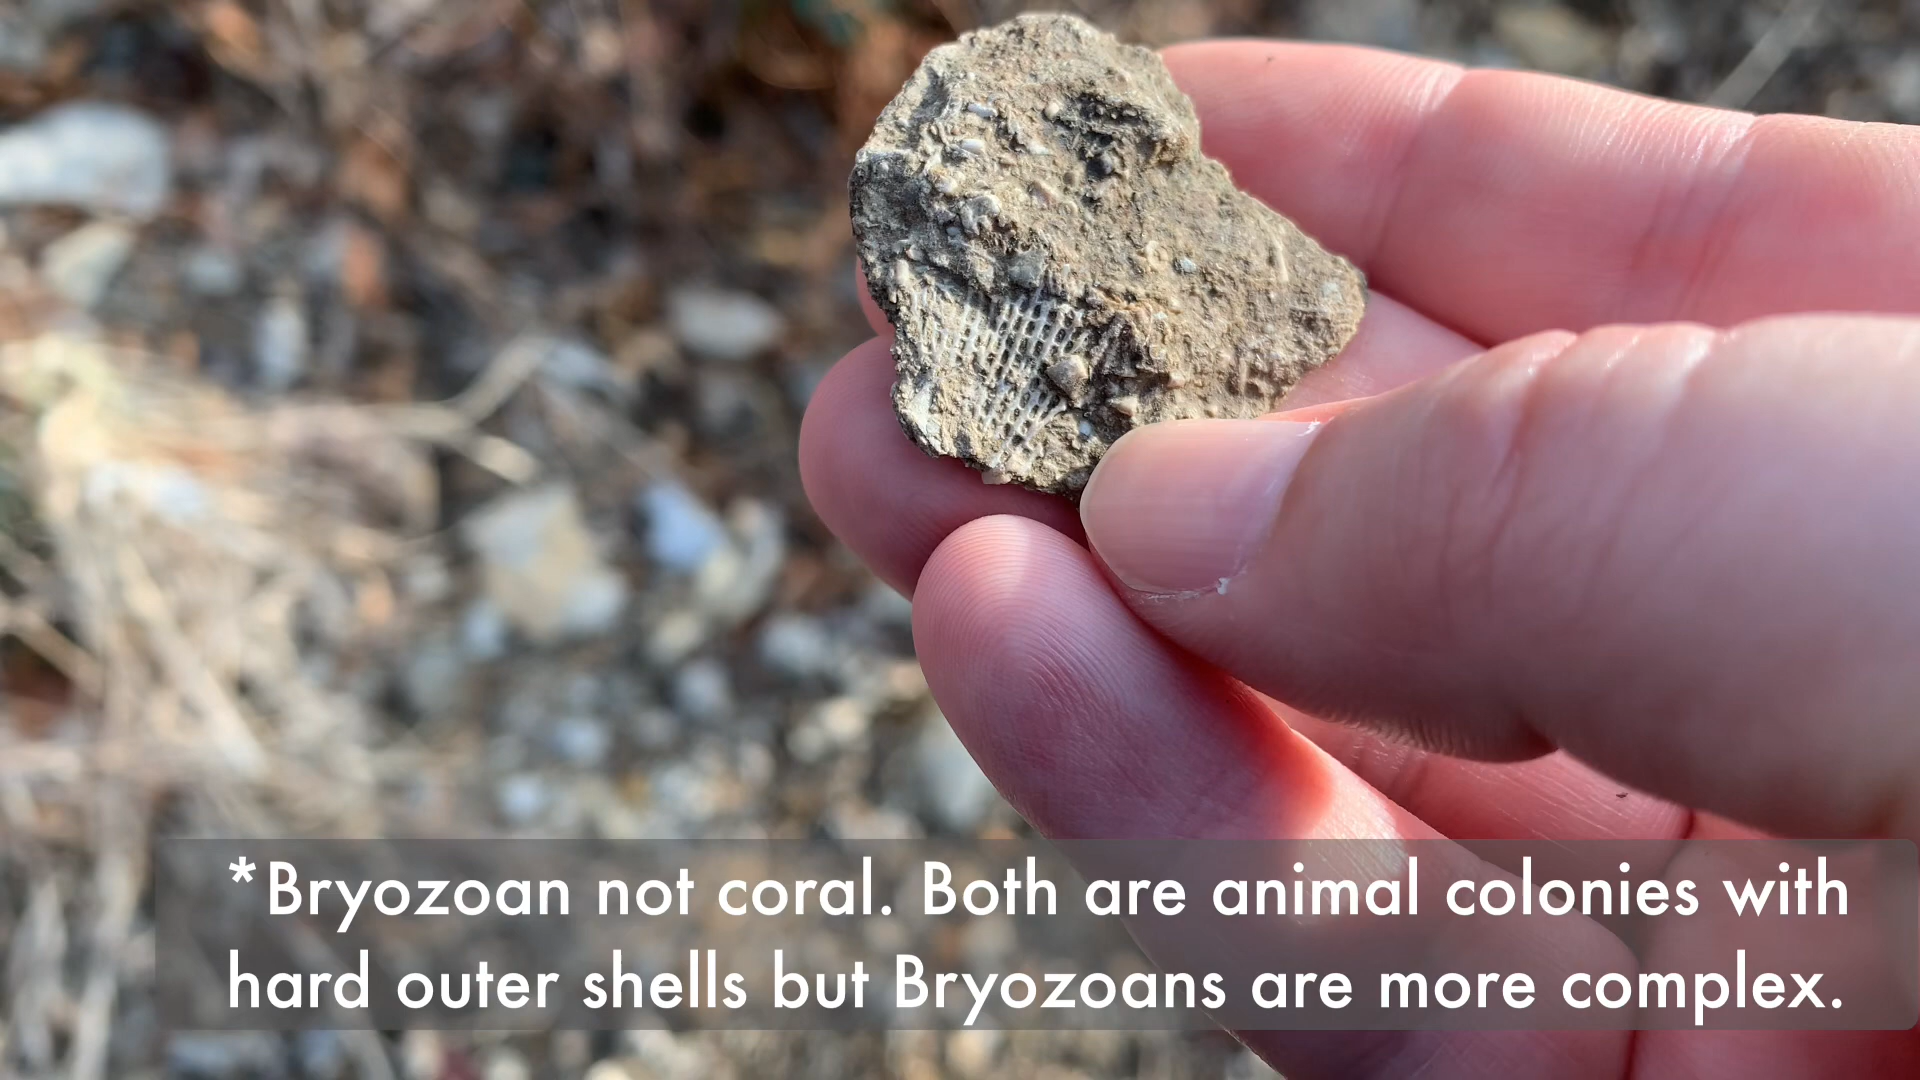 *Bryozoan not coral. Both are animal colonies with
hard outer shells but Bryozoans are more complex.